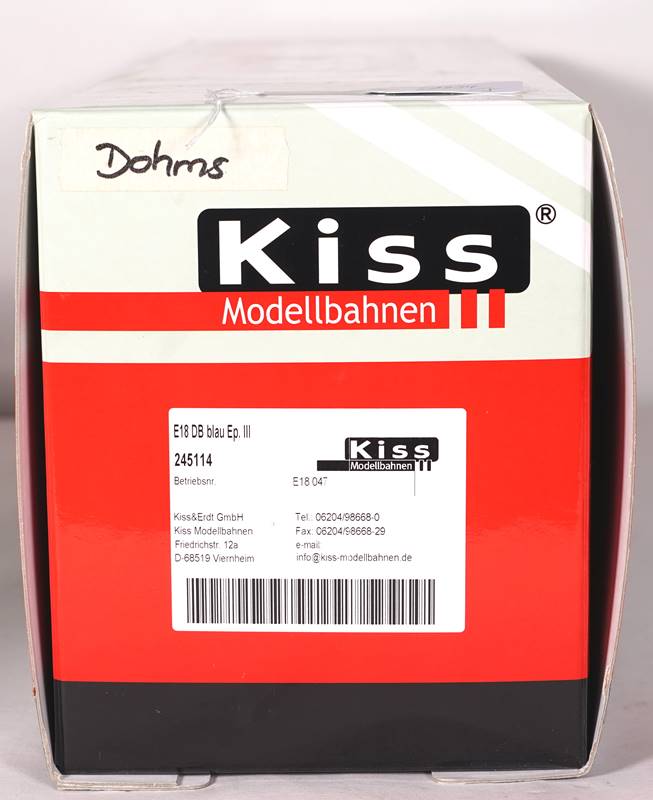 Dohms
Kiss®
Modellbahnen
E18 DB blau Ep. III
245114
Kiss
Modellbahnen
Betriebsnr.
E18 047
Kiss&Erdt GmbH
Tel.: 06204/98668-0
Kiss Modellbahnen
Fax: 06204/98668-29
Friedrichstr. 12a
e-mail:
D-68519 Viernheim
info@kiss-modellbahnen.de